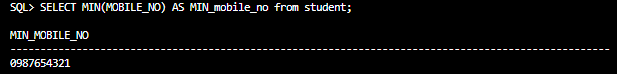 SQL> SELECT MIN(MOBILE_NO) AS MIN_mobile_no from student;
MIN_MOBILE_NO
--------------------------------------------------------------------------------
0987654321